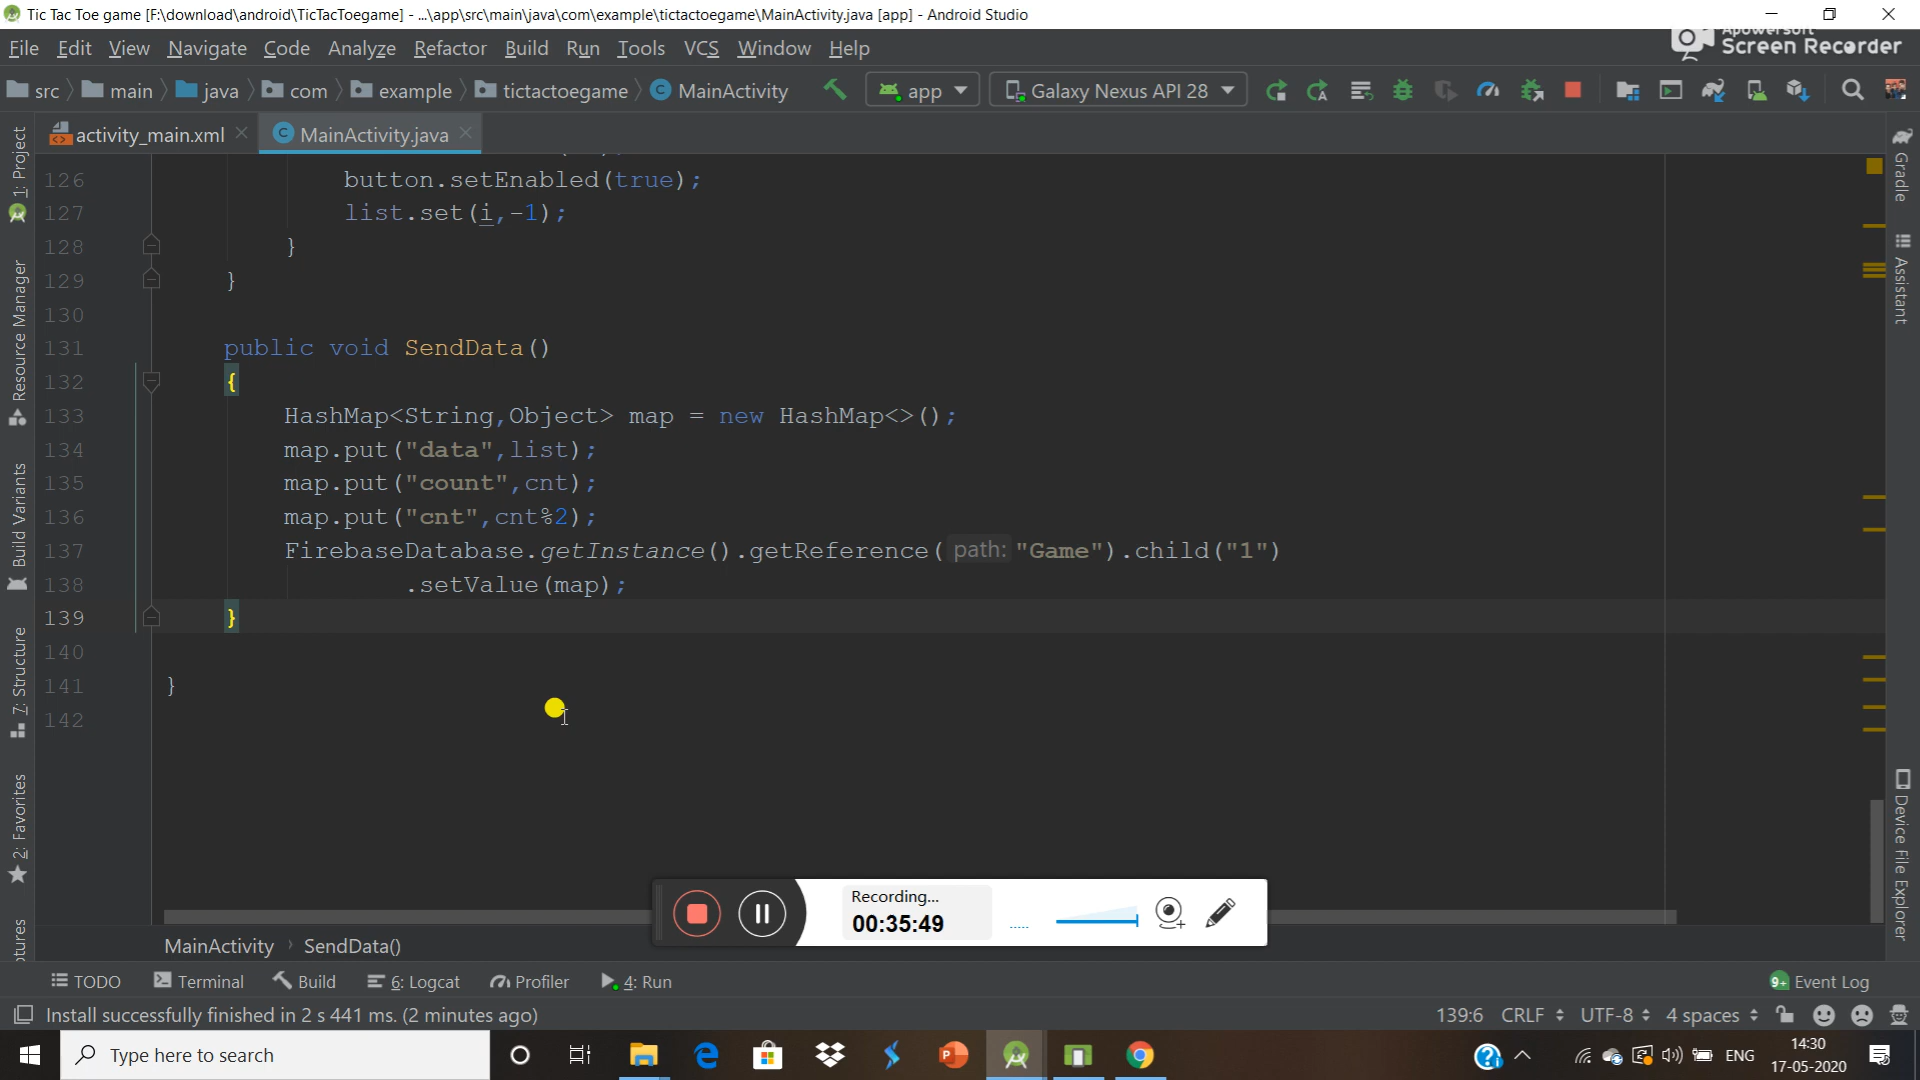 Tic Tac Toe game [F:\download\android\TicTacToegame] - ...\app\src\main\java\com\example\tictactoegame\MainActivity.java [app] - Android Studio
File Edit View Navigate Code Analyze Refactor Build Run Tools VCS Window Help
Apowersoft
Screen Recorder
src main java com example tictactoegame MainActivity app Galaxy Nexus API 28
activity_main.xml MainActivity.java
1: Project
Resource Manager
Build Variants
7: Structure
2: Favorites
Gradle
Assistant
Device File Explorer
126 button.setEnabled(true);
127 list.set(i,-1);
128 }
129 }
130
131 public void SendData()
132 {
133 HashMap<String,Object> map = new HashMap<>();
134 map.put("data",list);
135 map.put("count",cnt);
136 map.put("cnt",cnt%2);
137 FirebaseDatabase.getInstance().getReference( path: "Game").child("1")
138 .setValue(map);
139 }
140
141 }
142
Recording...
00:35:49
MainActivity › SendData()
TODO Terminal Build 6: Logcat Profiler 4: Run 9+ Event Log
Install successfully finished in 2 s 441 ms. (2 minutes ago) 139:6 CRLF UTF-8 4 spaces
Type here to search ENG 14:30
17-05-2020